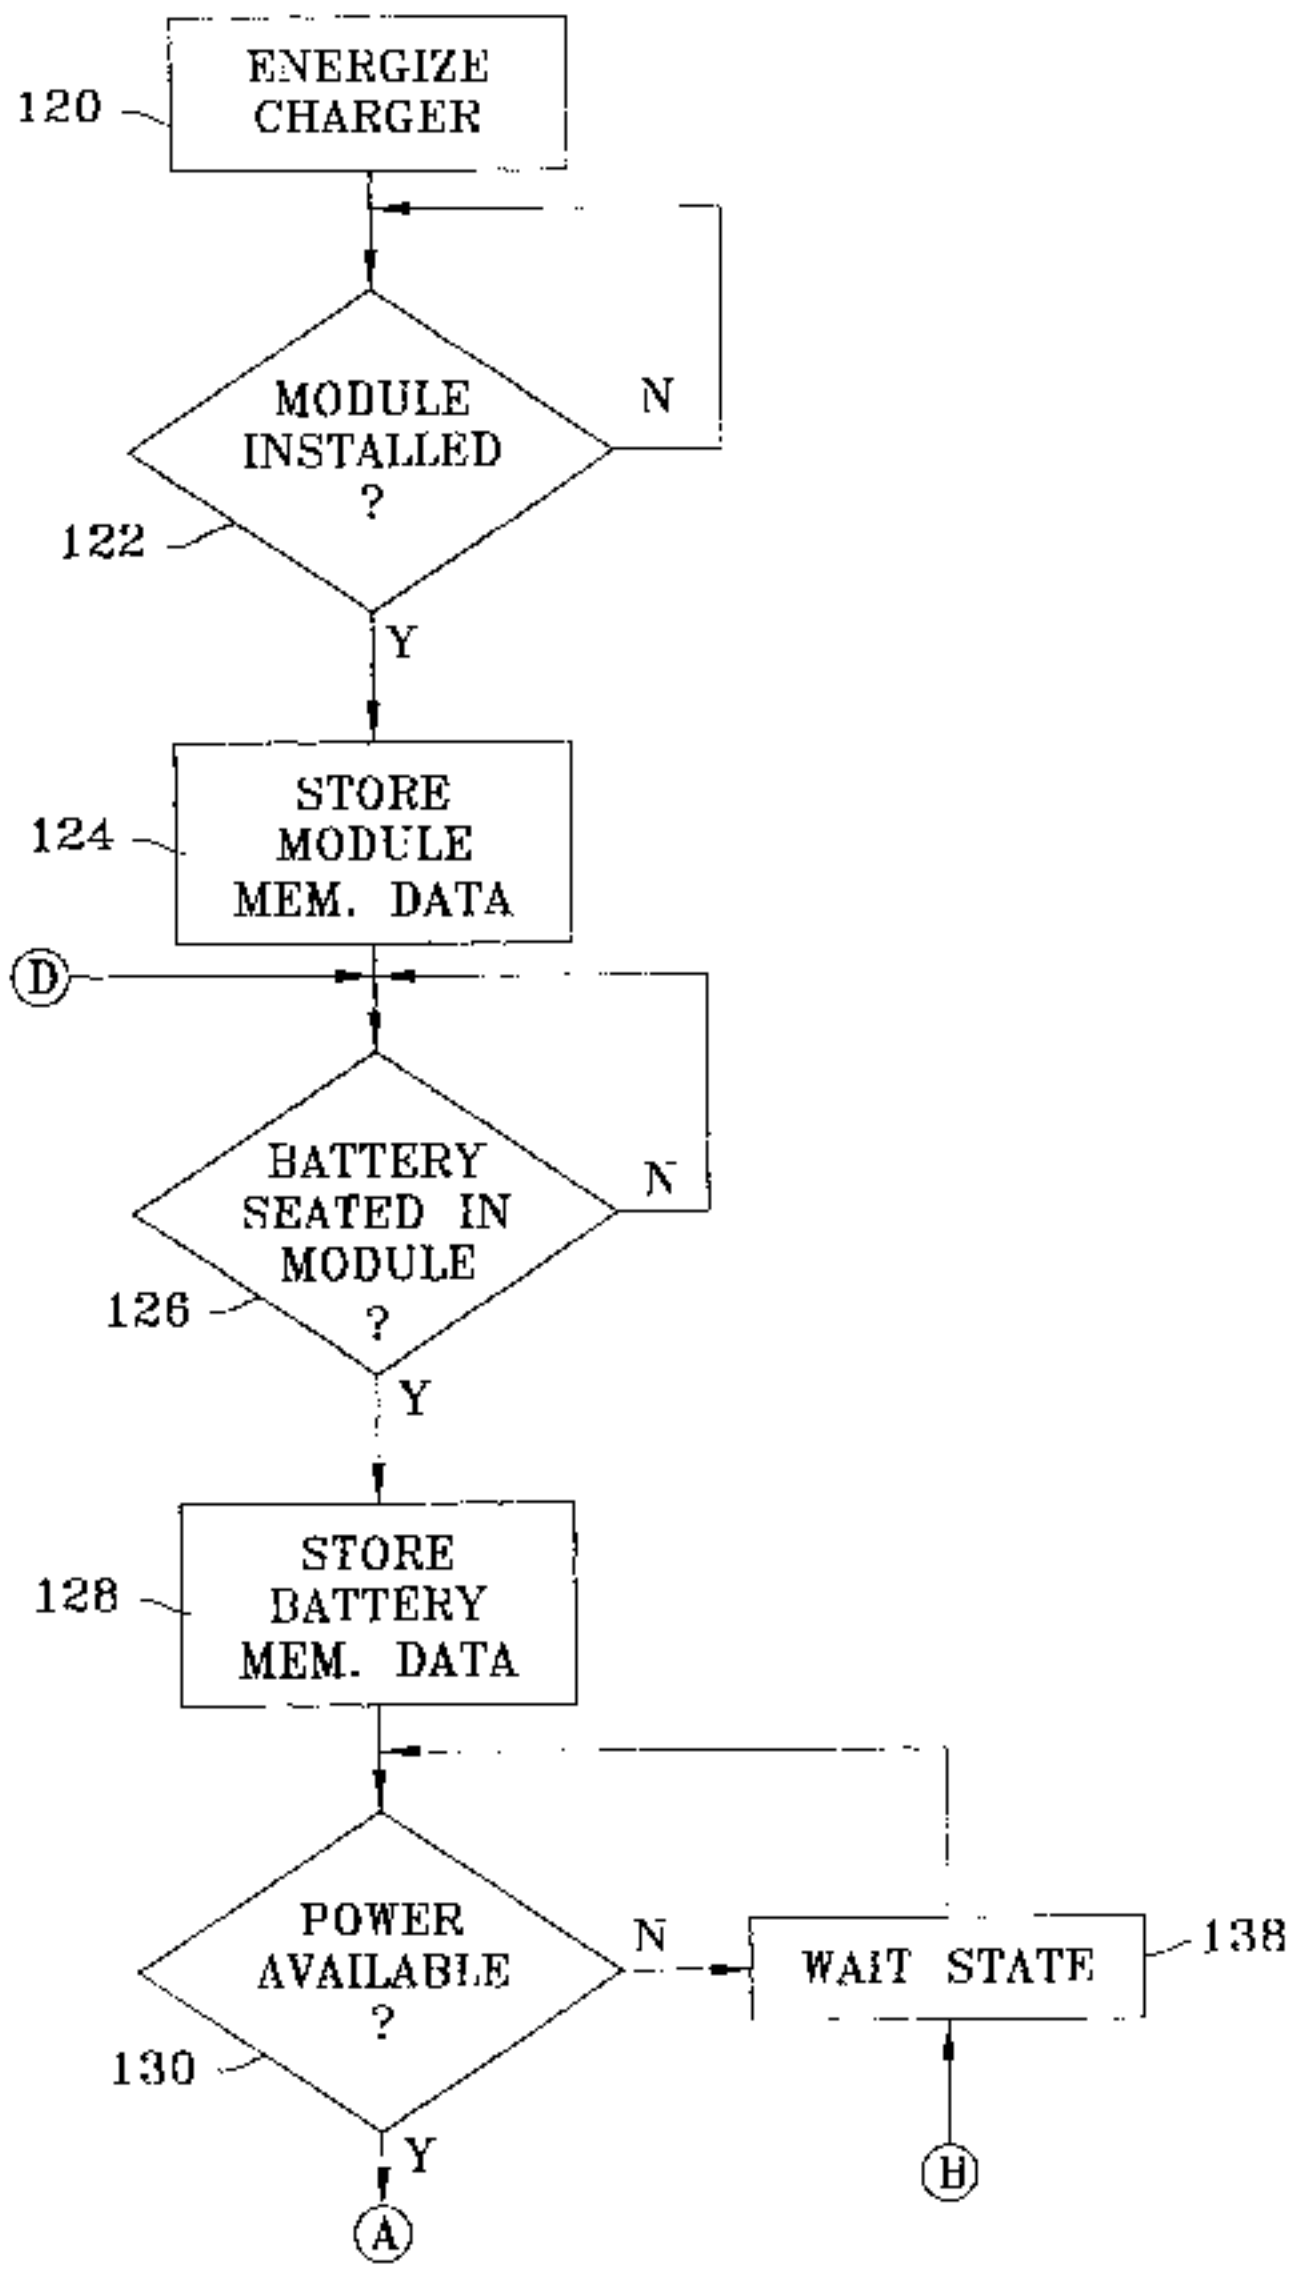 ENERGIZE
CHARGER
120
MODULE
INSTALLED
?
N
122
Y
STORE
MODULE
MEM. DATA
124
D
BATTERY
SEATED IN
MODULE
?
N
126
Y
STORE
BATTERY
MEM. DATA
128
POWER
AVAILABLE
?
N
WAIT STATE
138
130
Y
A